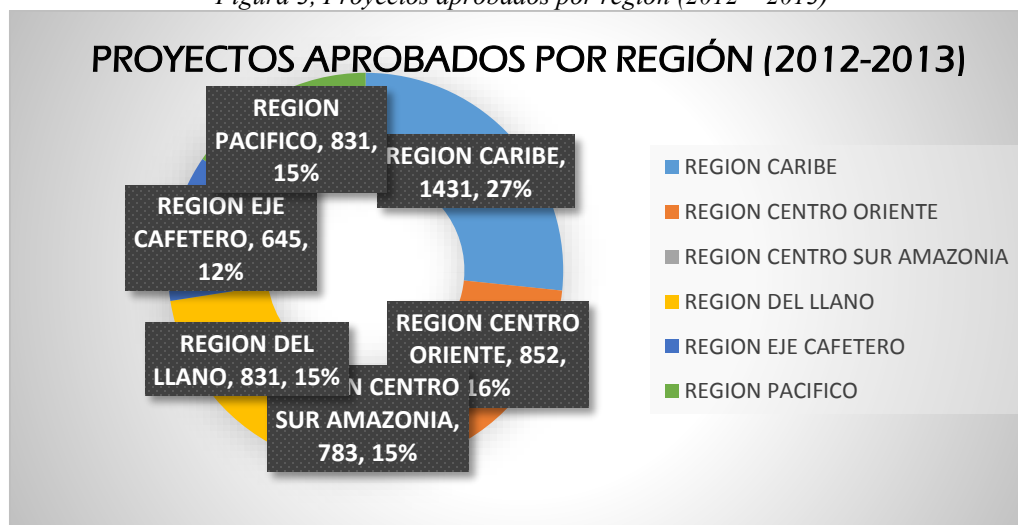 PROYECTOS APROBADOS POR REGIÓN (2012-2013)
REGION
PACIFICO, 831,
15%
REGION CARIBE,
1431, 27%
REGION EJE
CAFETERO, 645,
12%
REGION CENTRO
ORIENTE, 852,
16%
REGION DEL
LLANO, 831, 15%
CENTRO
SUR AMAZONIA,
783, 15%
REGION CARIBE
REGION CENTRO ORIENTE
REGION CENTRO SUR AMAZONIA
REGION DEL LLANO
REGION EJE CAFETERO
REGION PACIFICO